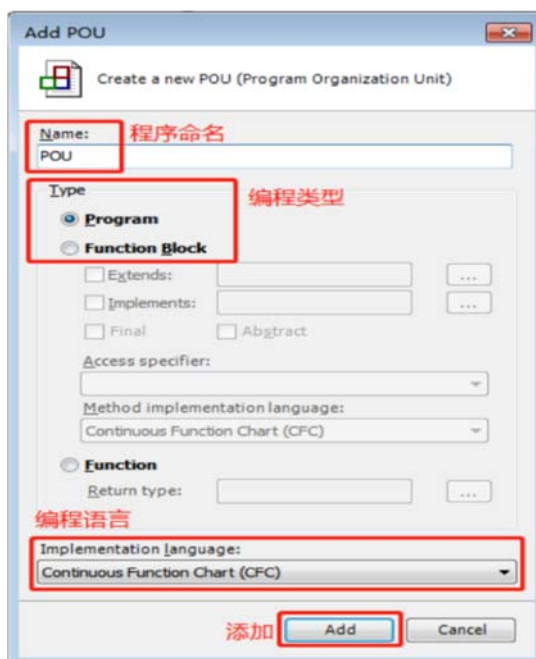 Add POU
Create a new POU (Program Organization Unit)
Name: 程序命名
POU
Type
编程类型
Program
Function Block
Extends: ...
Implements: ...
Final Abstract
Access specifier:
Method implementation language:
Continuous Function Chart (CFC)
Function
Return type: ...
编程语言
Implementation language:
Continuous Function Chart (CFC)
添加 Add Cancel